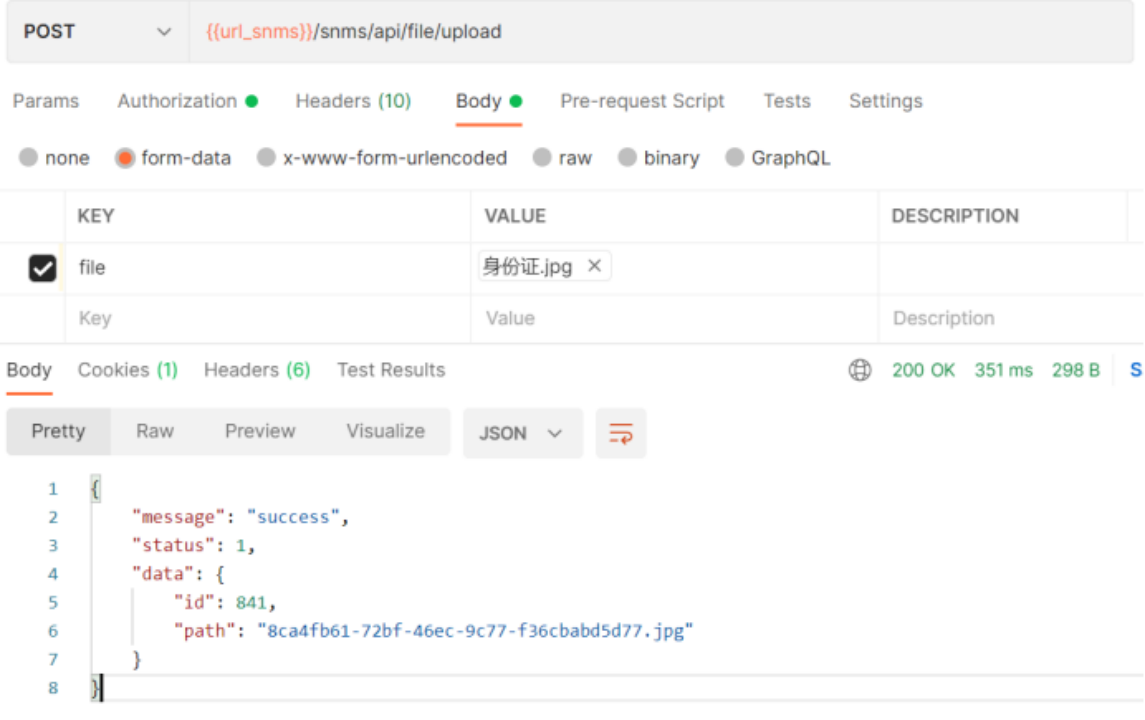 POST {{url_snms}}/snms/api/file/upload
Params Authorization Headers (10) Body Pre-request Script Tests Settings
none form-data x-www-form-urlencoded raw binary GraphQL
KEY VALUE DESCRIPTION
file 身份证.jpg ×
Key Value Description
Body Cookies (1) Headers (6) Test Results 200 OK 351 ms 298 B S
Pretty Raw Preview Visualize JSON
1 {
2 "message": "success",
3 "status": 1,
4 "data": {
5 "id": 841,
6 "path": "8ca4fb61-72bf-46ec-9c77-f36cbabd5d77.jpg"
7 }
8 }